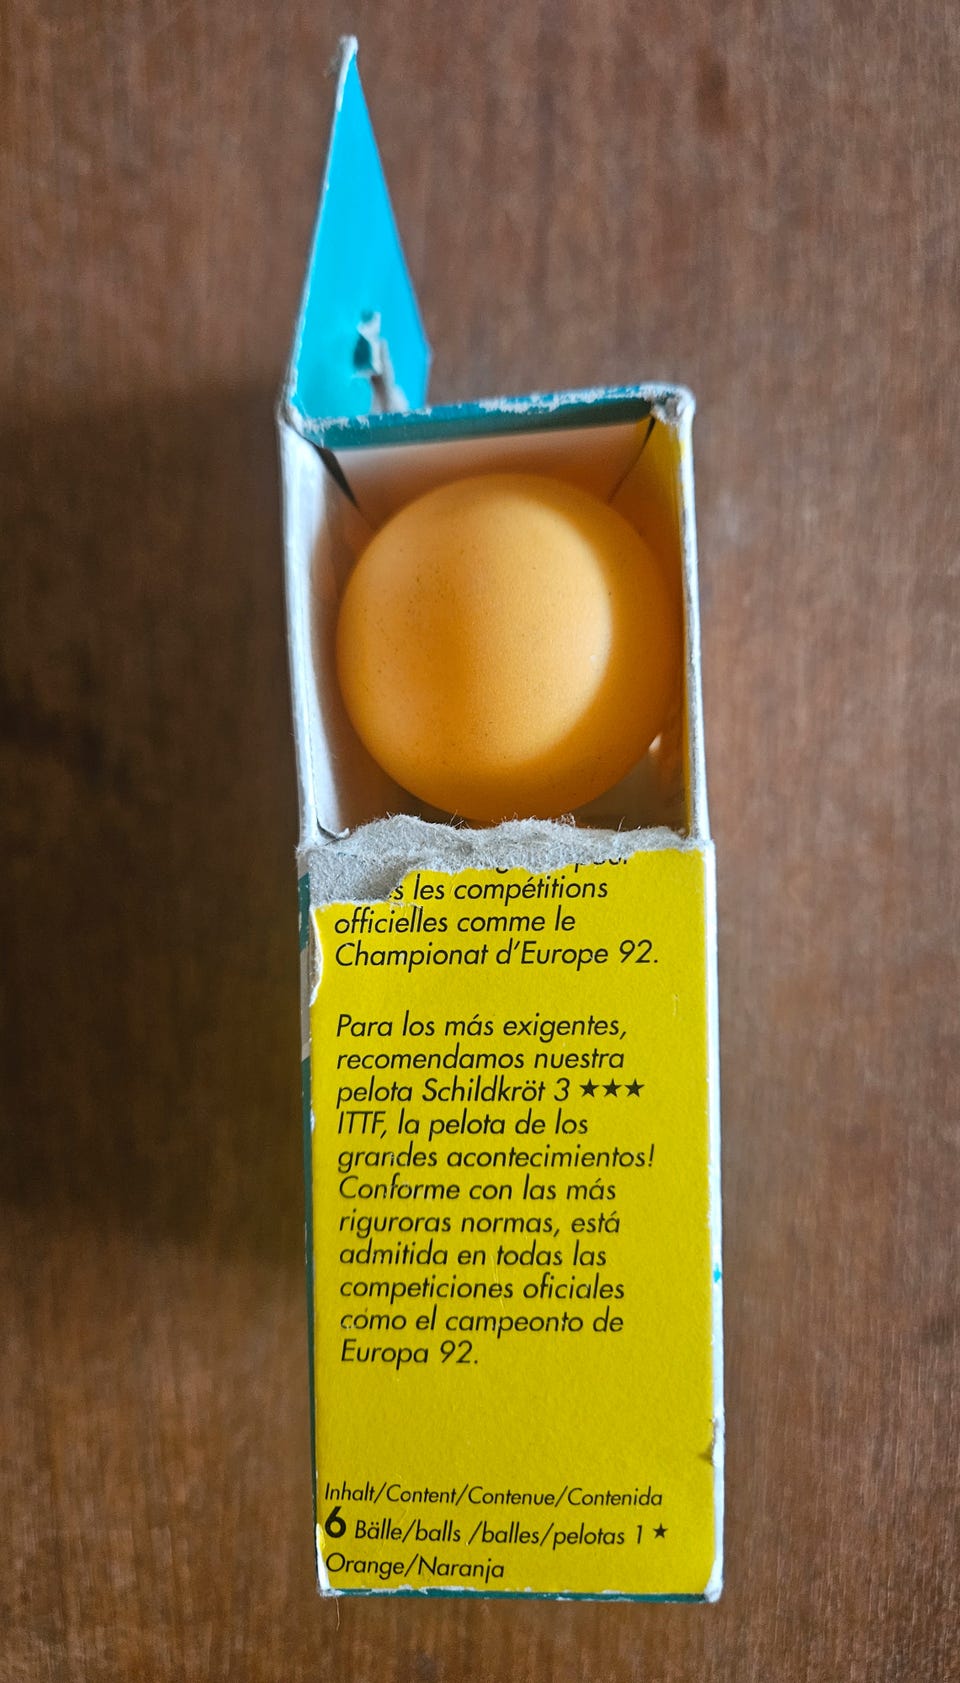 les compétitions
officielles comme le
Championat d'Europe 92.
Para los más exigentes,
recomendamos nuestra
pelota Schildkröt 3 ★★★
ITTF, la pelota de los
grandes acontecimientos!
Conforme con las más
riguroras normas, está
admitida en todas las
competiciones oficiales
como el campeonto de
Europa 92.
Inhalt/Content/Contenue/Contenida
6 Bälle/balls /balles/pelotas 1 ★
Orange/Naranja